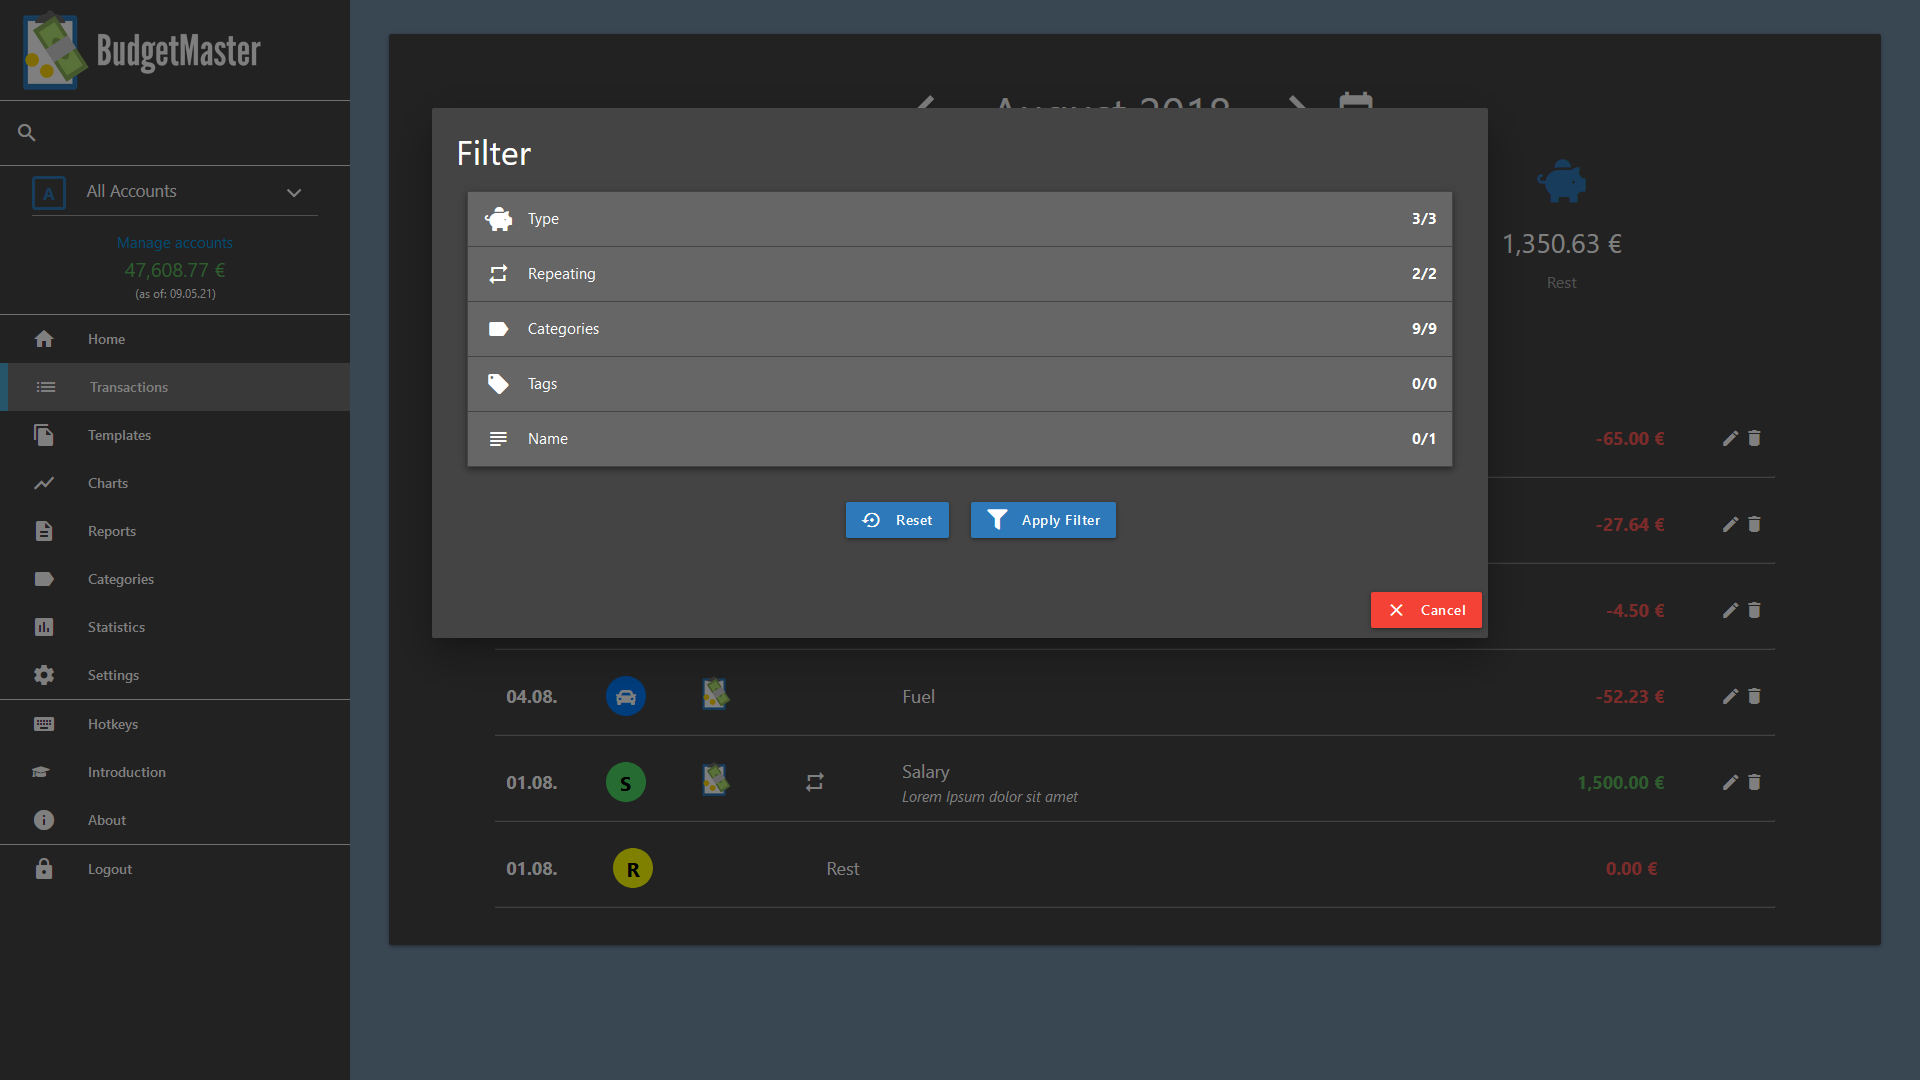 BudgetMaster
A
All Accounts
Manage accounts
47,608.77 €
(as of: 09.05.21)
Home
Transactions
Templates
Charts
Reports
Categories
Statistics
Settings
Hotkeys
Introduction
About
Logout
August 2018
1,350.63 €
Rest
Filter
Type 3/3
Repeating 2/2
Categories 9/9
Tags 0/0
Name 0/1
Reset Apply Filter
Cancel
-65.00 €
-27.64 €
-4.50 €
04.08. Fuel -52.23 €
01.08. S Salary 1,500.00 €
Lorem Ipsum dolor sit amet
01.08. R Rest 0.00 €